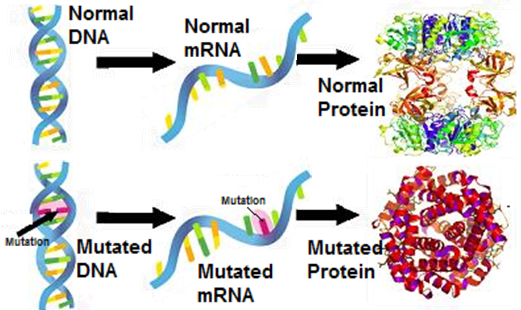 Normal
DNA
Normal
mRNA
Normal
Protein
Mutation
Mutated
DNA
Mutation
Mutated
mRNA
Mutated
Protein